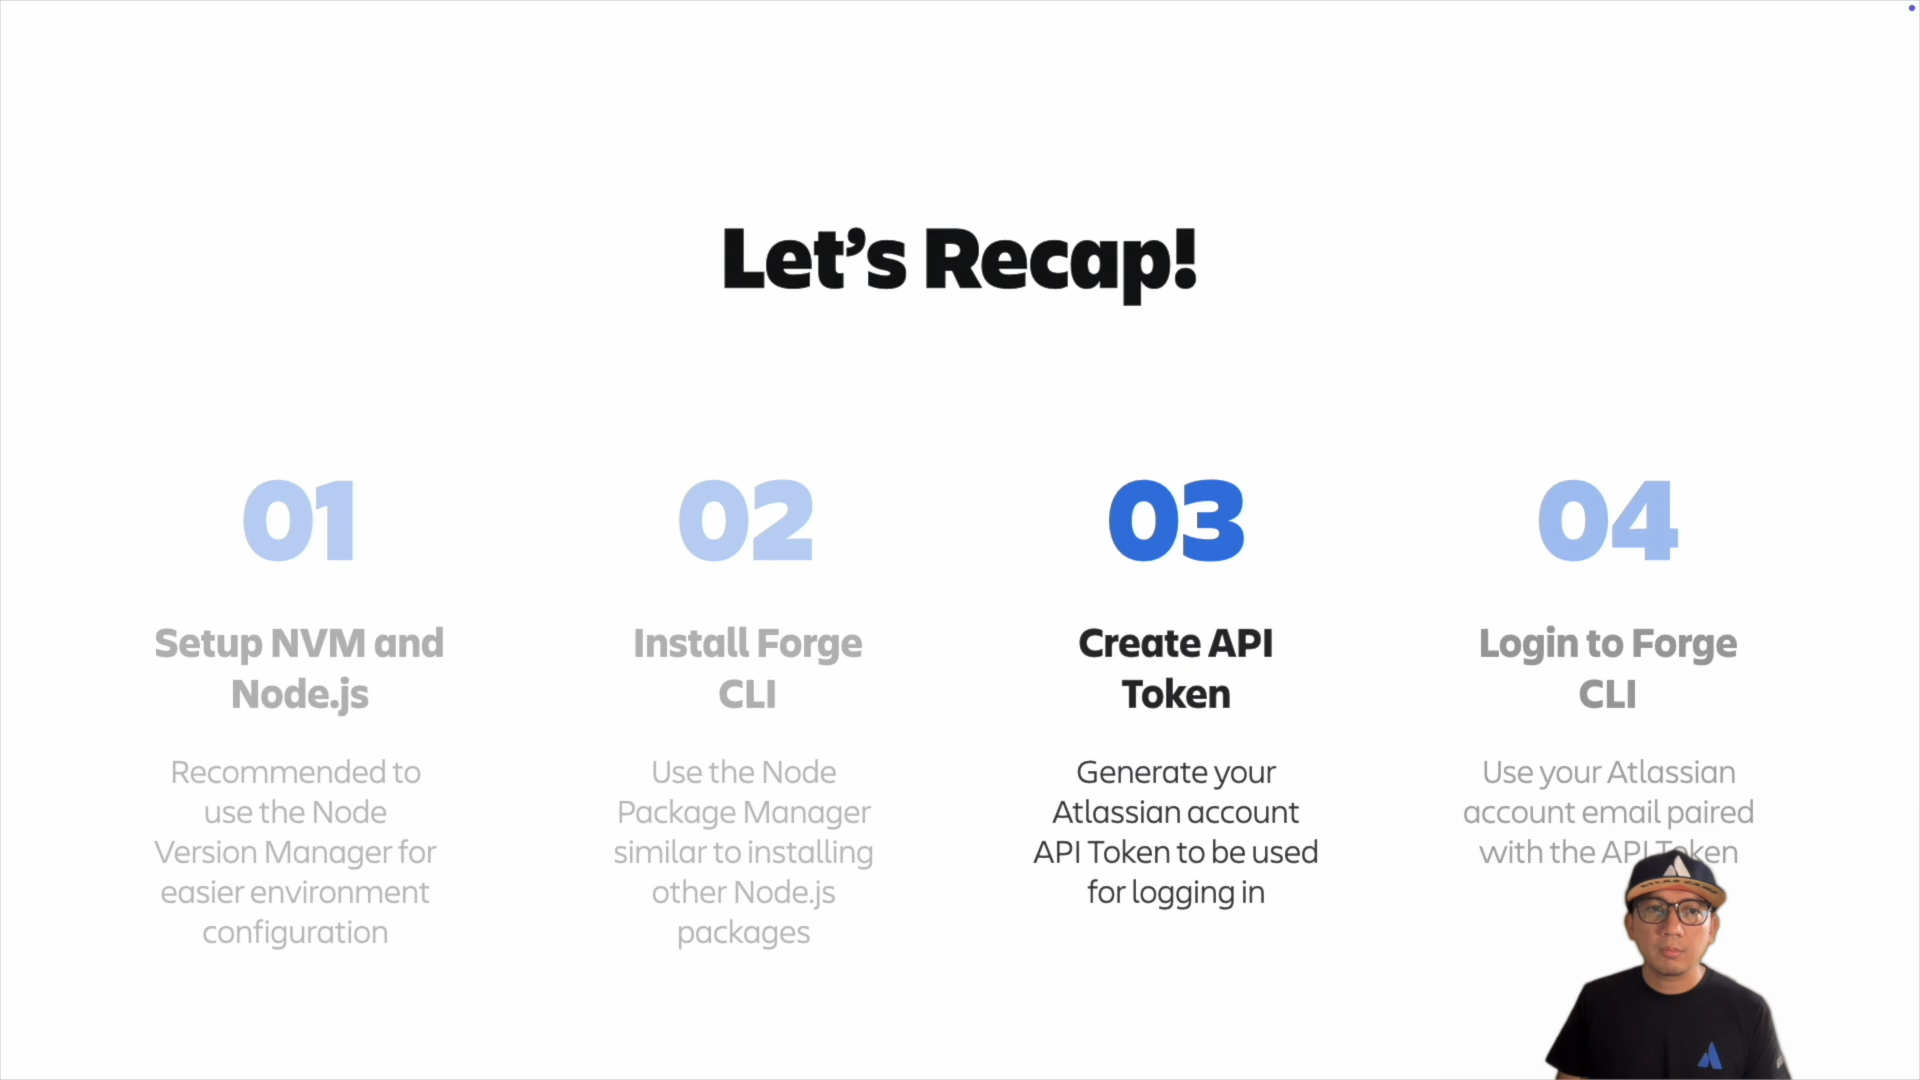 Let’s Recap!
01
Setup NVM and
Node.js
Recommended to
use the Node
Version Manager for
easier environment
configuration
02
Install Forge
CLI
Use the Node
Package Manager
similar to installing
other Node.js
packages
03
Create API
Token
Generate your
Atlassian account
API Token to be used
for logging in
04
Login to Forge
CLI
Use your Atlassian
account email paired
with the API Token